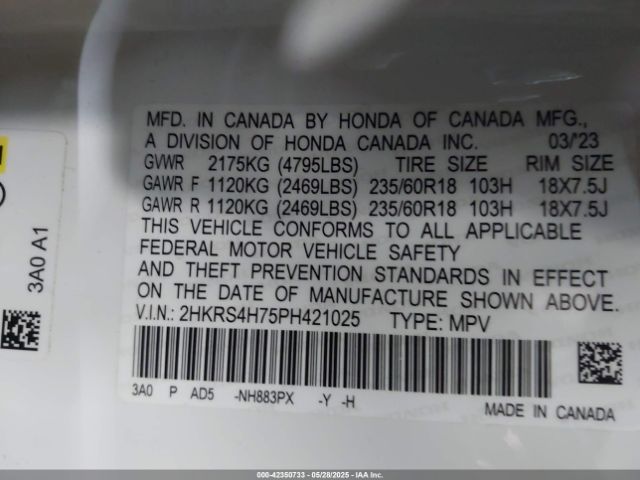 MFD. IN CANADA BY HONDA OF CANADA MFG.,
A DIVISION OF HONDA CANADA INC. 03/'23
GVWR 2175KG (4795LBS) TIRE SIZE RIM SIZE
GAWR F 1120KG (2469LBS) 235/60R18 103H 18X7.5J
GAWR R 1120KG (2469LBS) 235/60R18 103H 18X7.5J
THIS VEHICLE CONFORMS TO ALL APPLICABLE
FEDERAL MOTOR VEHICLE SAFETY
AND THEFT PREVENTION STANDARDS IN EFFECT
ON THE DATE OF MANUFACTURE SHOWN ABOVE.
V.I.N.: 2HKRS4H75PH421025 TYPE: MPV
3A0 P AD5 -NH883PX -Y -H
MADE IN CANADA
3A0 A1
000-42350733 - 05/28/2025 - IAA Inc.